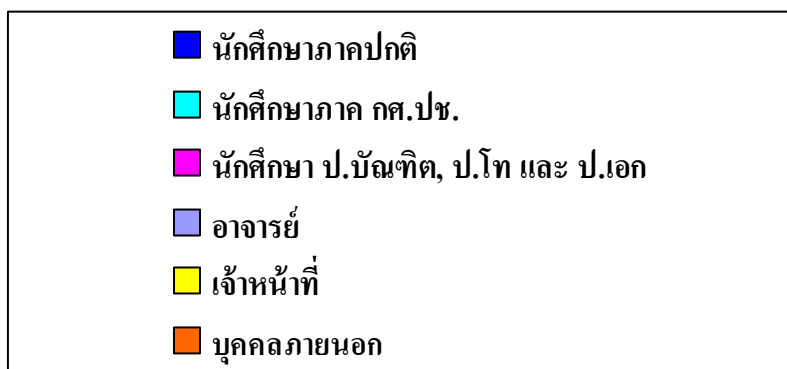 นักศึกษาภาคปกติ
นักศึกษาภาค กศ.ปช.
นักศึกษา ป.บัณฑิต, ป.โท และ ป.เอก
อาจารย์
เจ้าหน้าที่
บุคคลภายนอก